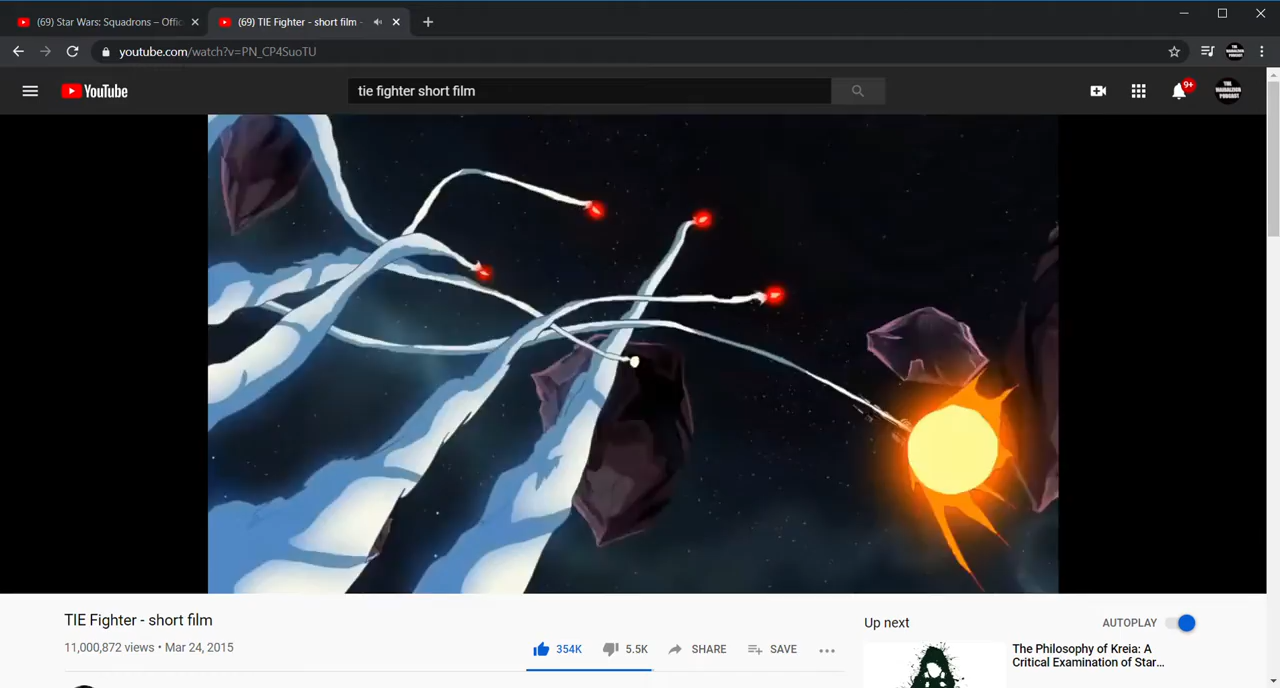 (69) Star Wars: Squadrons – Offic
(69) TIE Fighter - short film -
youtube.com/watch?v=PN_CP4SuoTU
YouTube
tie fighter short film
9+
TIE Fighter - short film
11,000,872 views • Mar 24, 2015
354K
5.5K
SHARE
SAVE
Up next
AUTOPLAY
The Philosophy of Kreia: A
Critical Examination of Star...